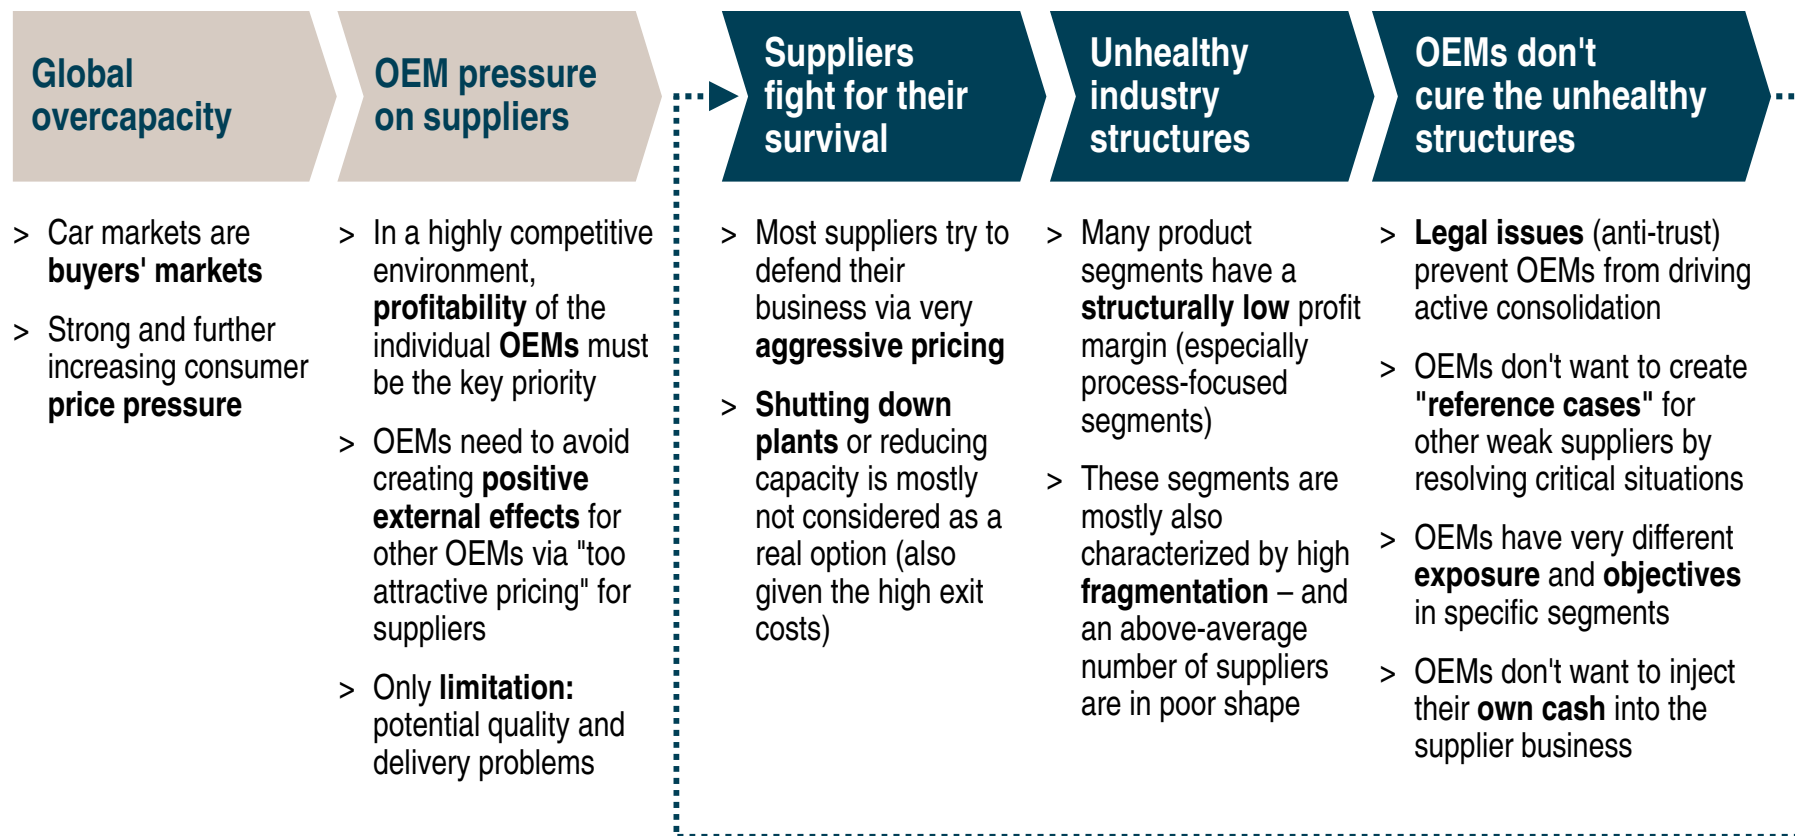 Global
overcapacity
> Car markets are
buyers' markets
> Strong and further
increasing consumer
price pressure
OEM pressure
on suppliers
> In a highly competitive
environment,
profitability of the
individual OEMs must
be the key priority
> OEMs need to avoid
creating positive
external effects for
other OEMs via "too
attractive pricing" for
suppliers
> Only limitation:
potential quality and
delivery problems
Suppliers
fight for their
survival
> Most suppliers try to
defend their
business via very
aggressive pricing
> Shutting down
plants or reducing
capacity is mostly
not considered as a
real option (also
given the high exit
costs)
Unhealthy
industry
structures
> Many product
segments have a
structurally low profit
margin (especially
process-focused
segments)
> These segments are
mostly also
characterized by high
fragmentation – and
an above-average
number of suppliers
are in poor shape
OEMs don't
cure the unhealthy
structures
> Legal issues (anti-trust)
prevent OEMs from driving
active consolidation
> OEMs don't want to create
"reference cases" for
other weak suppliers by
resolving critical situations
> OEMs have very different
exposure and objectives
in specific segments
> OEMs don't want to inject
their own cash into the
supplier business